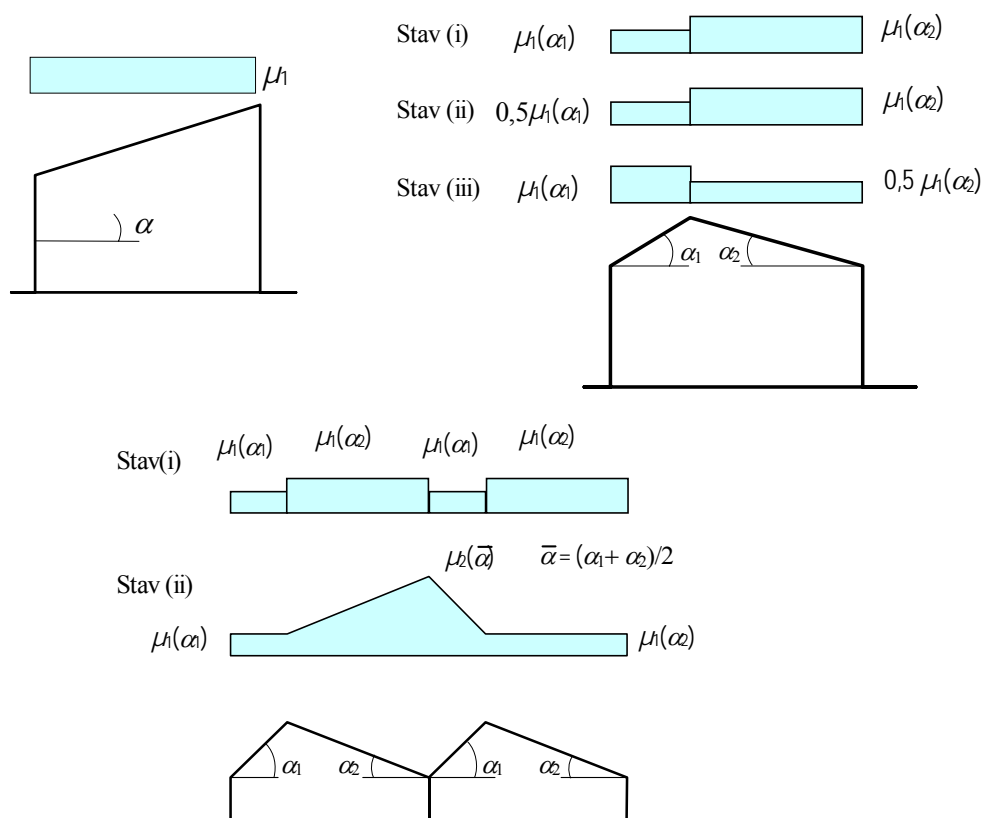 μ1
α
Stav (i) μ1(α1) μ1(α2)
Stav (ii) 0,5μ1(α1) μ1(α2)
Stav (iii) μ1(α1) 0,5 μ1(α2)
α1 α2
Stav(i) μ1(α1) μ1(α2) μ1(α1) μ1(α2)
μ2(α̅) α̅ = (α1+ α2)/2
Stav (ii)
μ1(α1) μ1(α2)
α1 α2 α1 α2